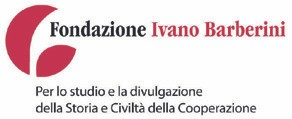 Fondazione Ivano Barberini
Per lo studio e la divulgazione
della Storia e Civiltà della Cooperazione